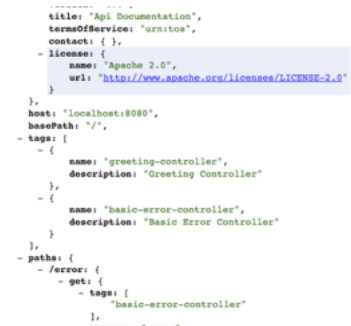 title: "Api Documentation",
termsOfService: "urn:tos",
contact: { },
- license: {
name: "Apache 2.0",
url: "http://www.apache.org/licenses/LICENSE-2.0"
}
},
host: "localhost:8080",
basePath: "/",
- tags: [
- {
name: "greeting-controller",
description: "Greeting Controller"
},
- {
name: "basic-error-controller",
description: "Basic Error Controller"
}
],
- paths: {
- /error: {
- get: {
- tags: [
"basic-error-controller"
],